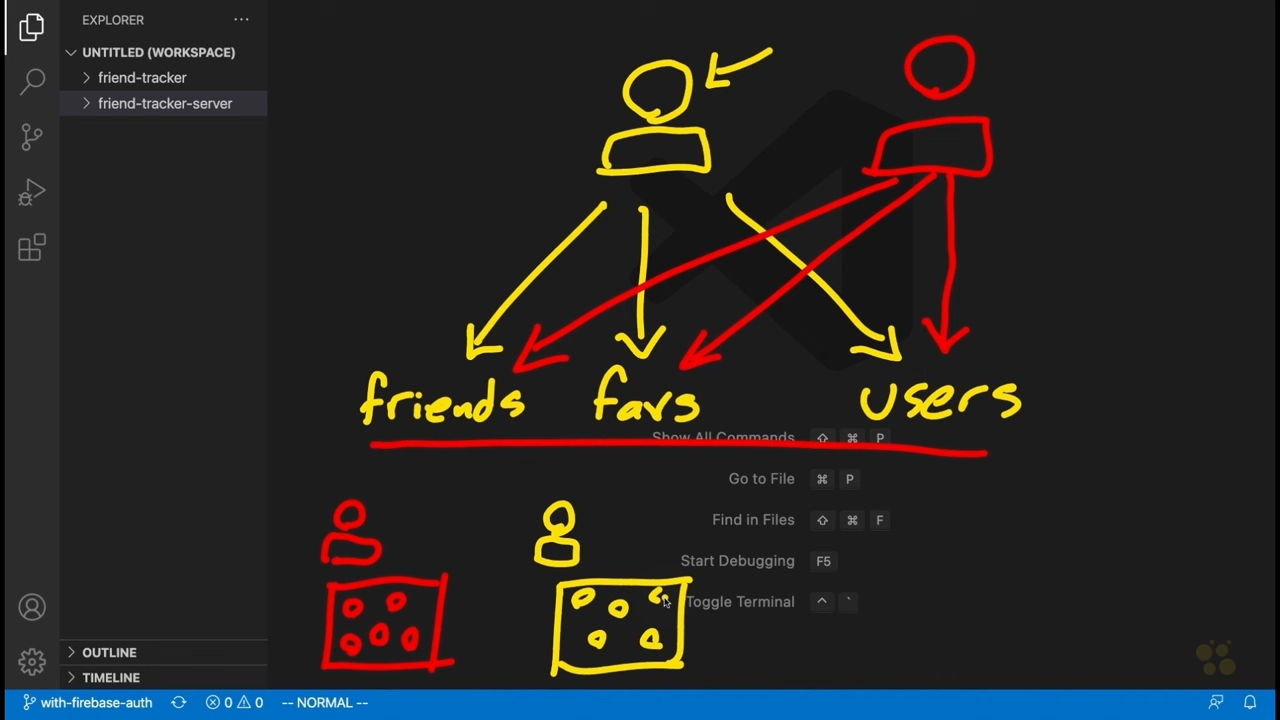 EXPLORER
UNTITLED (WORKSPACE)
friend-tracker
friend-tracker-server
friends favs users
Show All Commands ⇧ ⌘ P
Go to File ⌘ P
Find in Files ⇧ ⌘ F
Start Debugging F5
Toggle Terminal ^ `
OUTLINE
TIMELINE
with-firebase-auth 0 0 -- NORMAL --